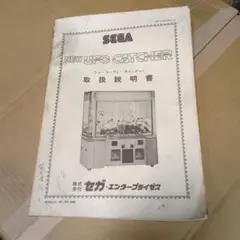 SEGA
NEW UFO CATCHER
ニュー ユーフォー キャッチャー
取扱説明書
株式会社 セガ・エンタープライゼス